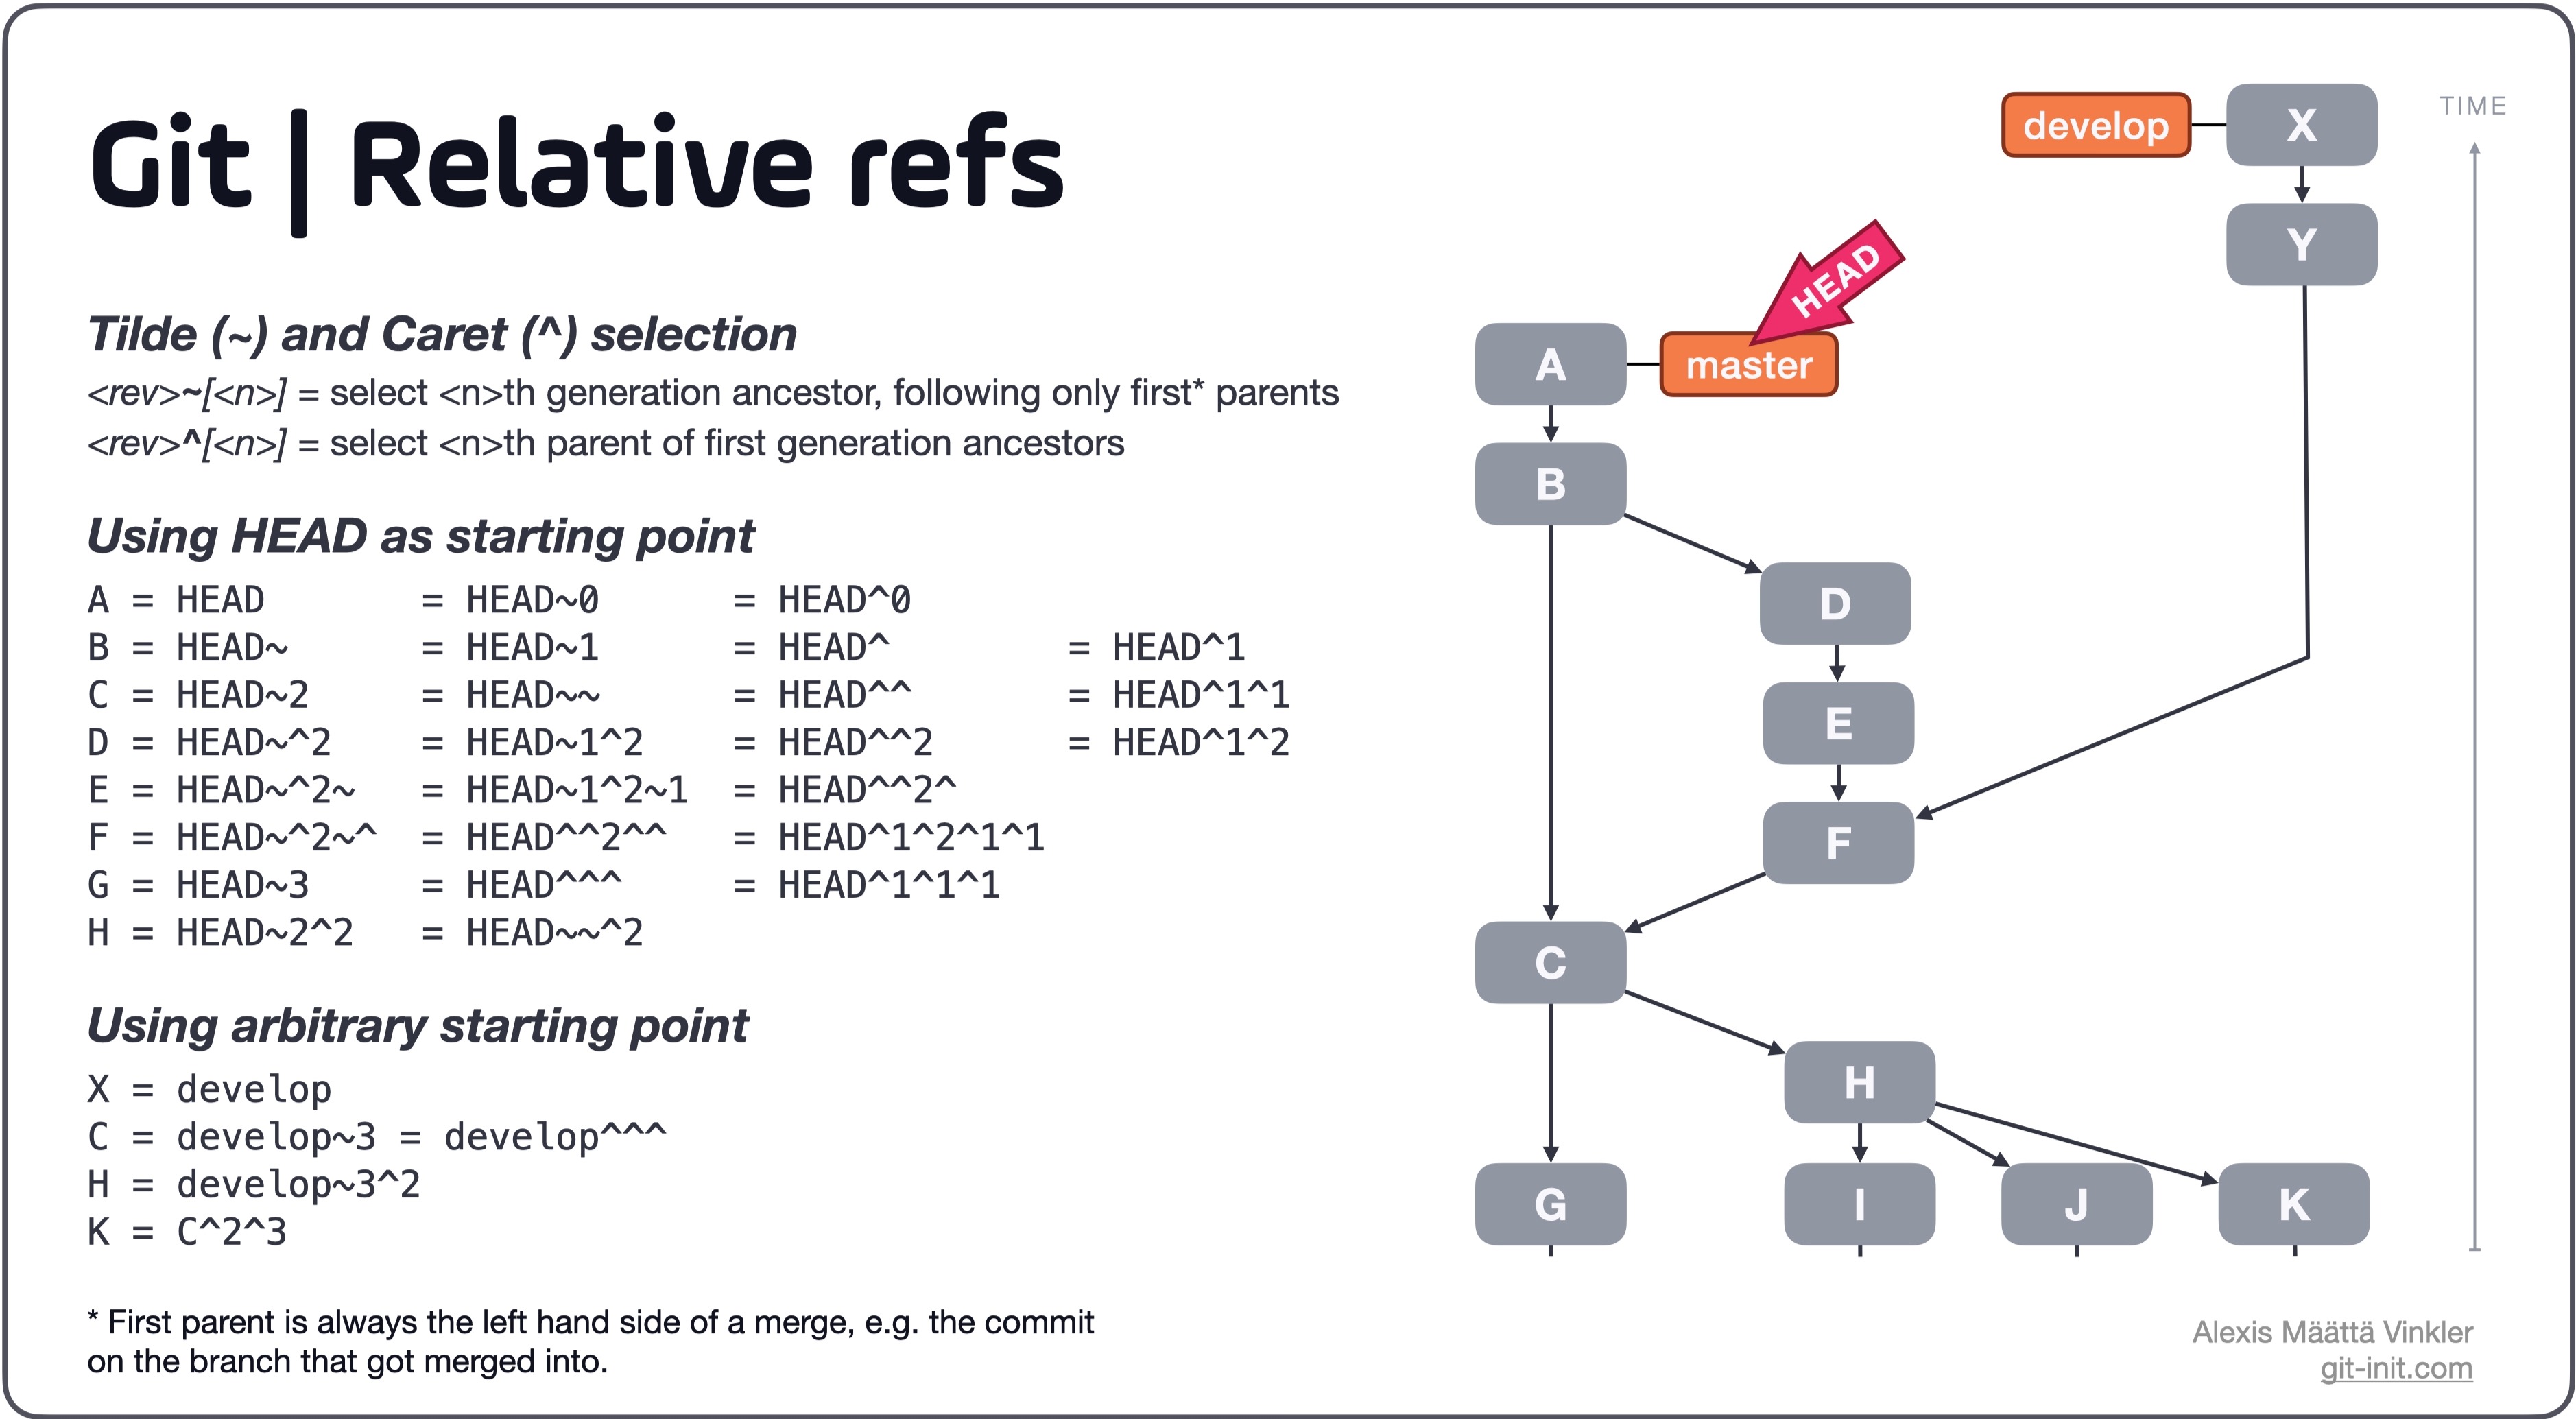 Git | Relative refs
Tilde (~) and Caret (^) selection
<rev>~[<n>] = select <n>th generation ancestor, following only first* parents
<rev>^[<n>] = select <n>th parent of first generation ancestors
Using HEAD as starting point
A = HEAD = HEAD~0 = HEAD^0
B = HEAD~ = HEAD~1 = HEAD^ = HEAD^1
C = HEAD~2 = HEAD~~ = HEAD^^ = HEAD^1^1
D = HEAD~^2 = HEAD~1^2 = HEAD^^2 = HEAD^1^2
E = HEAD~^2~ = HEAD~1^2~1 = HEAD^^2^
F = HEAD~^2~^ = HEAD^^2^^ = HEAD^1^2^1^1
G = HEAD~3 = HEAD^^^ = HEAD^1^1^1
H = HEAD~2^2 = HEAD~~^2
Using arbitrary starting point
X = develop
C = develop~3 = develop^^^
H = develop~3^2
K = C^2^3
* First parent is always the left hand side of a merge, e.g. the commit
on the branch that got merged into.
develop
X
TIME
Y
HEAD
A
master
B
D
E
F
C
H
G
I
J
K
Alexis Määttä Vinkler
git-init.com